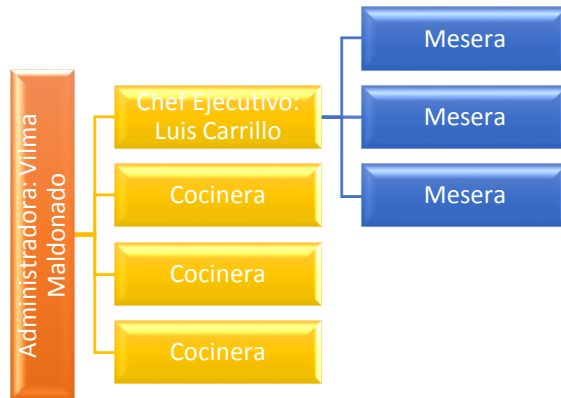 Administradora: Vilma
Maldonado
Chef Ejecutivo:
Luis Carrillo
Cocinera
Cocinera
Cocinera
Mesera
Mesera
Mesera